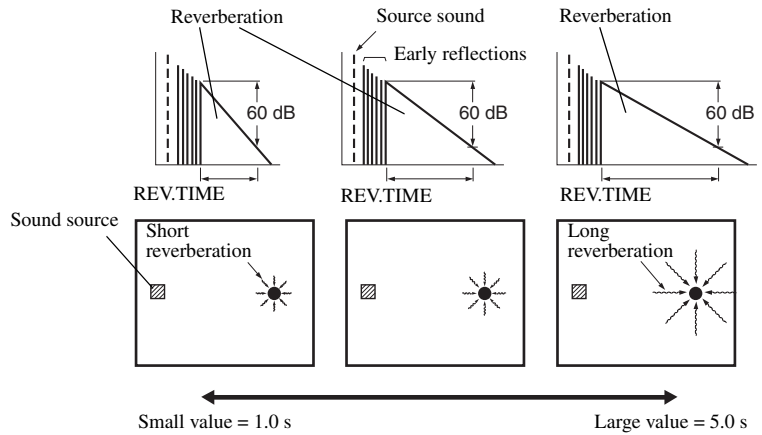 Reverberation
Source sound
Reverberation
Early reflections
60 dB
60 dB
60 dB
REV.TIME
REV.TIME
REV.TIME
Sound source
Short
reverberation
Long
reverberation
Small value = 1.0 s
Large value = 5.0 s